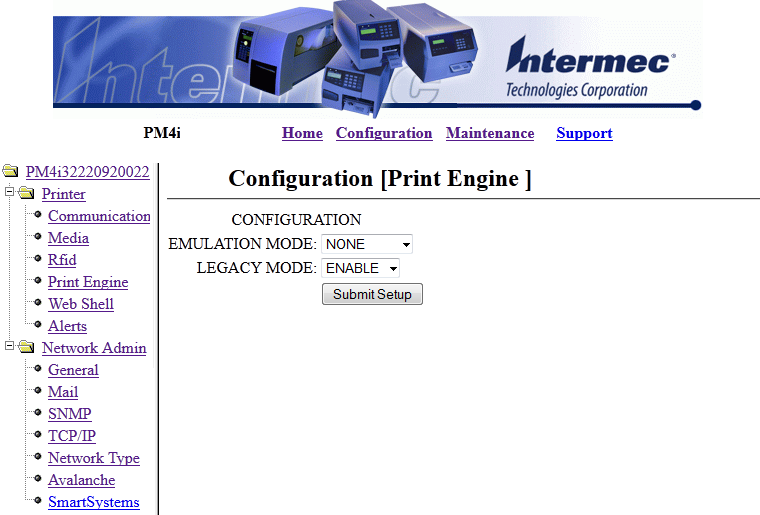 Intermec
Intermec®
Technologies Corporation
PM4i Home Configuration Maintenance Support
PM4i32220920022
Printer
Communication
Media
Rfid
Print Engine
Web Shell
Alerts
Network Admin
General
Mail
SNMP
TCP/IP
Network Type
Avalanche
SmartSystems
Configuration [Print Engine ]
CONFIGURATION
EMULATION MODE: NONE
LEGACY MODE: ENABLE
Submit Setup